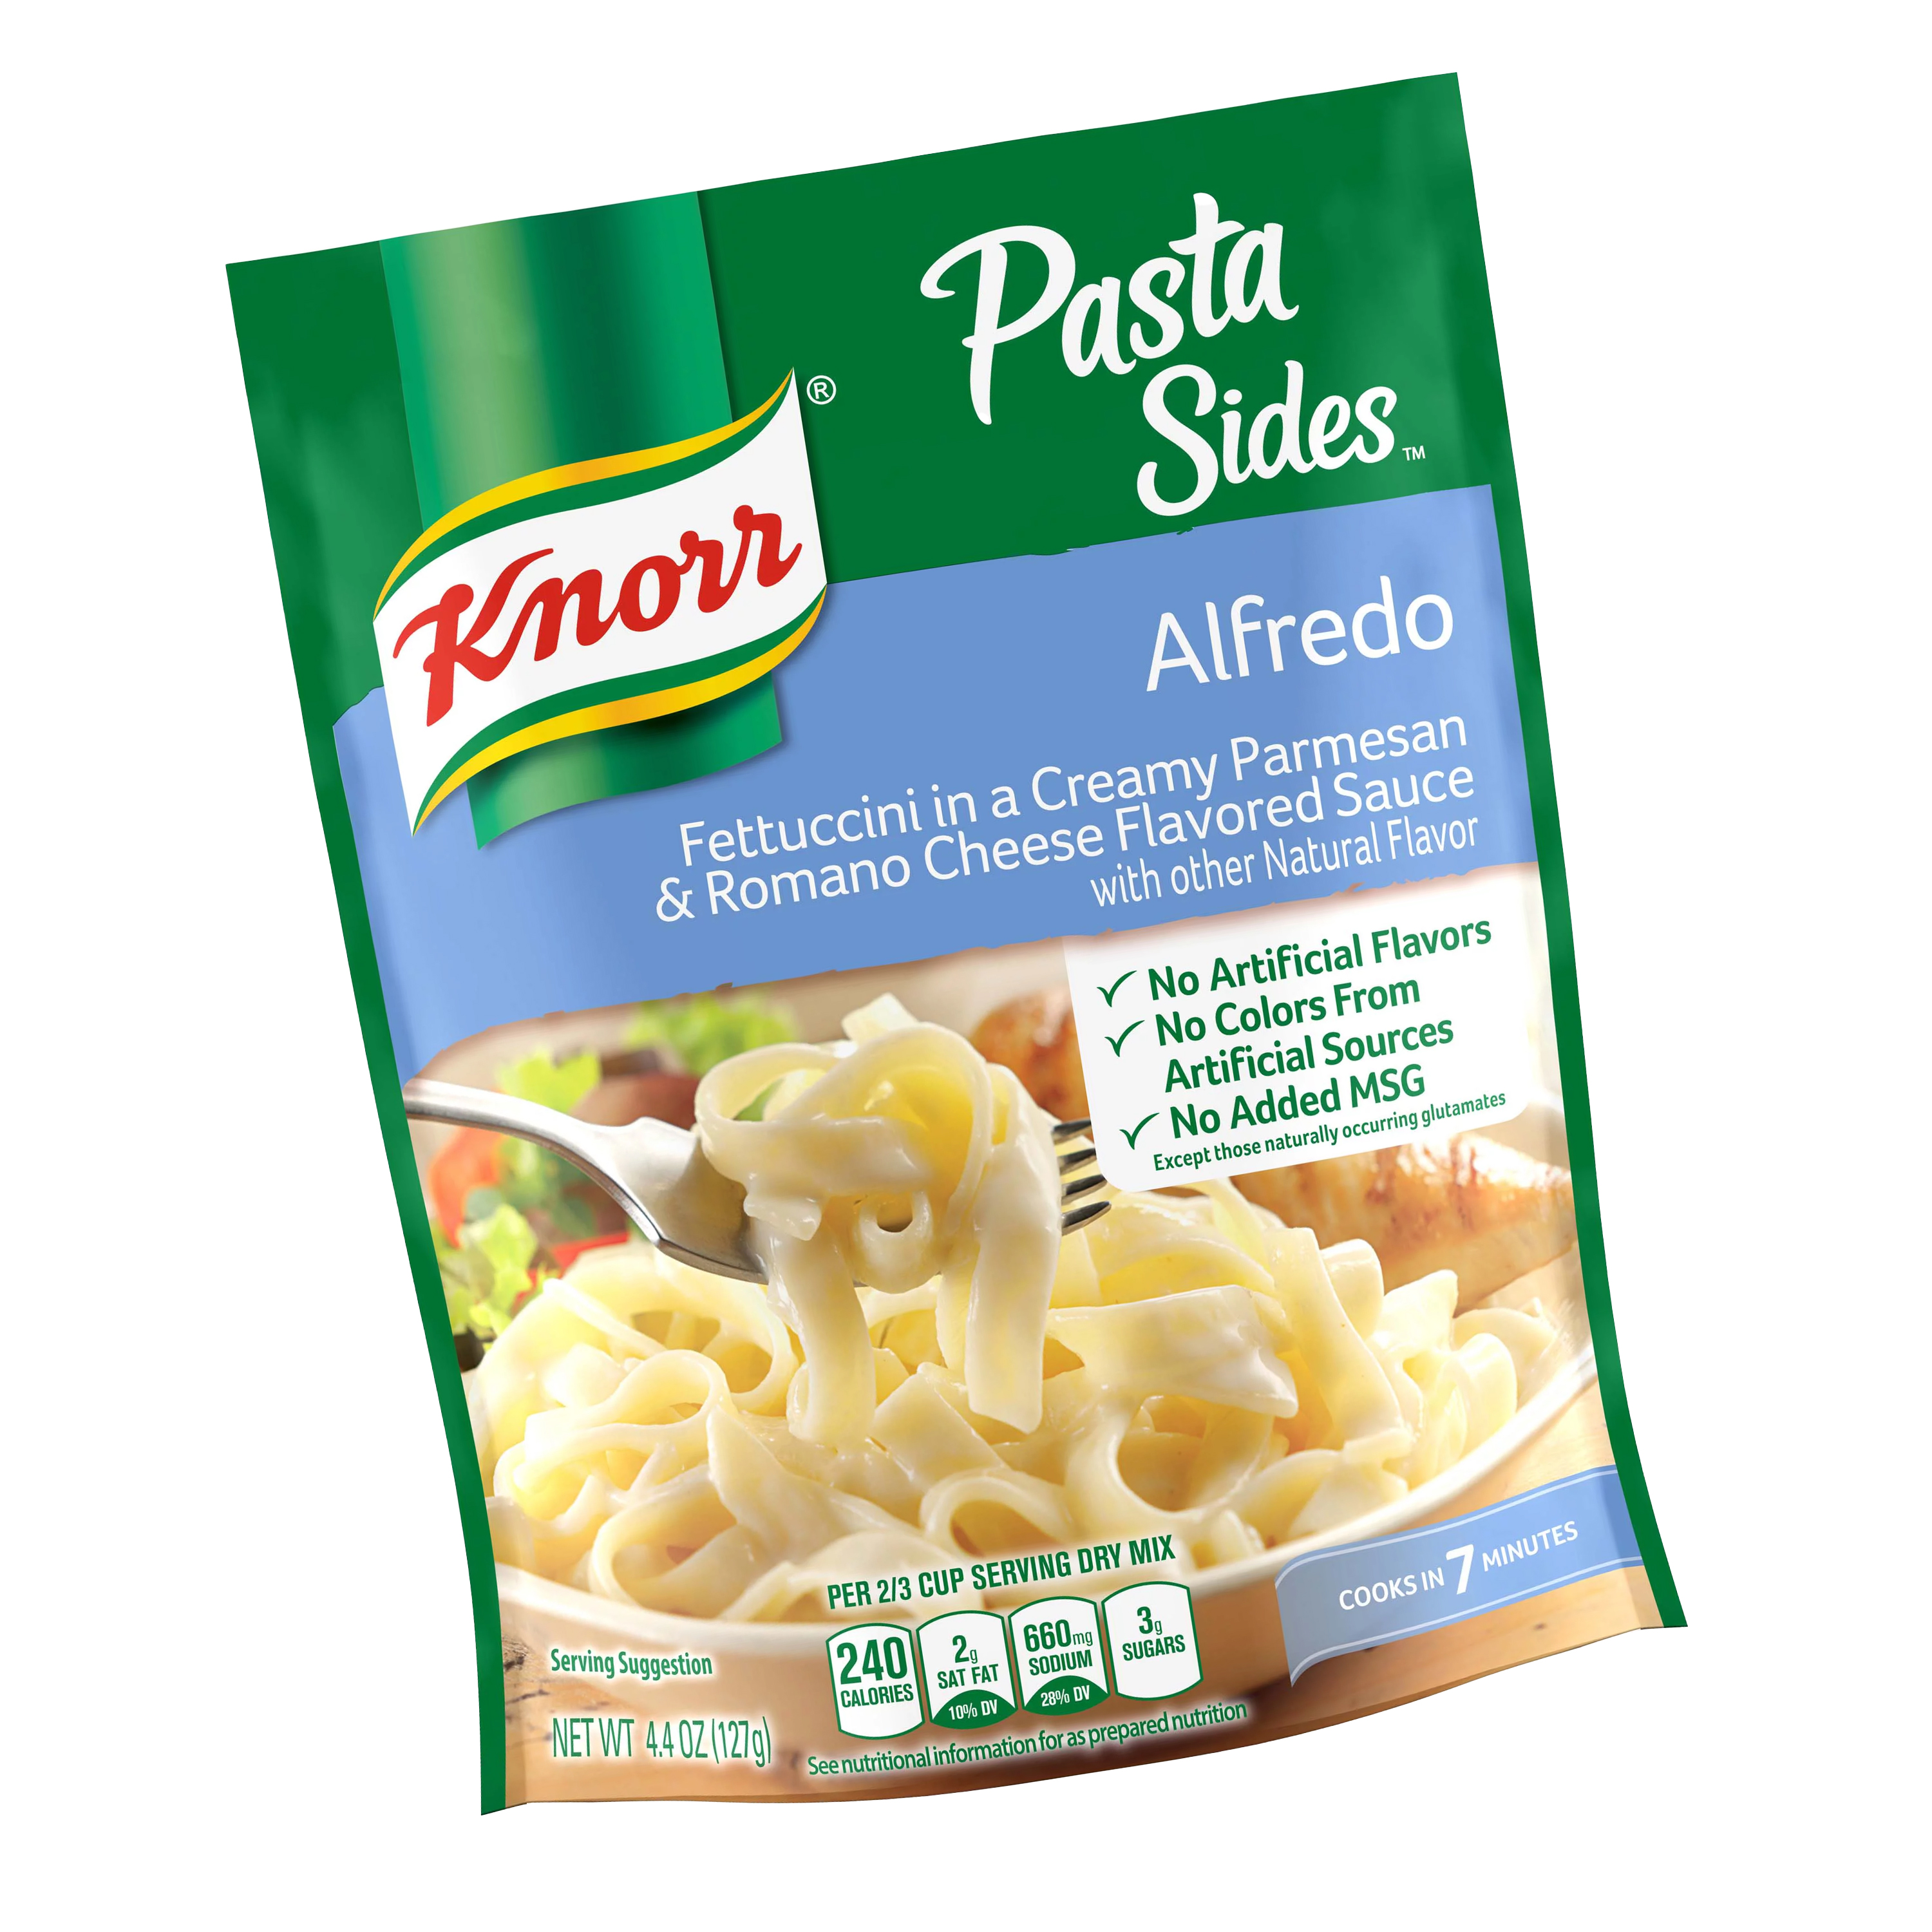 Pasta
Sides™
Knorr®
Alfredo
Fettuccini in a Creamy Parmesan
& Romano Cheese Flavored Sauce
with other Natural Flavor
✓ No Artificial Flavors
✓ No Colors From
Artificial Sources
✓ No Added MSG
Except those naturally occurring glutamates
COOKS IN 7 MINUTES
PER 2/3 CUP SERVING DRY MIX
240
CALORIES
2g
SAT FAT
10% DV
660mg
SODIUM
28% DV
3g
SUGARS
See nutritional information for as prepared nutrition
Serving Suggestion
NET WT 4.4 OZ (127g)